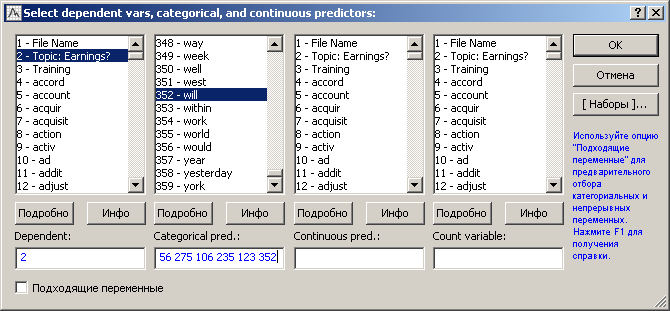 Select dependent vars, categorical, and continuous predictors:
1 - File Name
2 - Topic: Earnings?
3 - Training
4 - accord
5 - account
6 - acquir
7 - acquisit
8 - action
9 - activ
10 - ad
11 - addit
12 - adjust
348 - way
349 - week
350 - well
351 - west
352 - will
353 - within
354 - work
355 - world
356 - would
357 - year
358 - yesterday
359 - york
1 - File Name
2 - Topic: Earnings?
3 - Training
4 - accord
5 - account
6 - acquir
7 - acquisit
8 - action
9 - activ
10 - ad
11 - addit
12 - adjust
1 - File Name
2 - Topic: Earnings?
3 - Training
4 - accord
5 - account
6 - acquir
7 - acquisit
8 - action
9 - activ
10 - ad
11 - addit
12 - adjust
OK
Отмена
[ Наборы ]...
Используйте опцию
"Подходящие
переменные" для
предварительного
отбора
категориальных и
непрерывных
переменных.
Нажмите F1 для
получения
справки.
Подробно Инфо Подробно Инфо Подробно Инфо Подробно Инфо
Dependent: Categorical pred.: Continuous pred.: Count variable:
2 56 275 106 235 123 352
Подходящие переменные